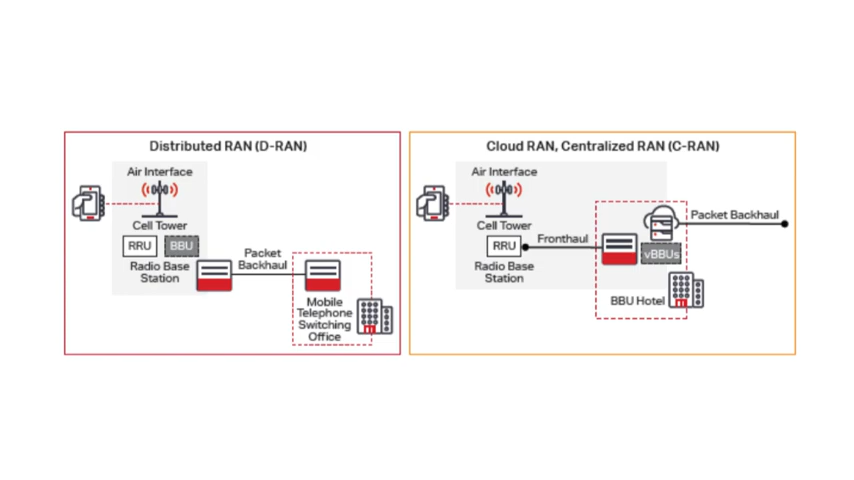 Distributed RAN (D-RAN)
Air Interface
Cell Tower
RRU
BBU
Radio Base
Station
Packet
Backhaul
Mobile
Telephone
Switching
Office
Cloud RAN, Centralized RAN (C-RAN)
Air Interface
Cell Tower
RRU
Radio Base
Station
Fronthaul
vBBUs
Packet Backhaul
BBU Hotel